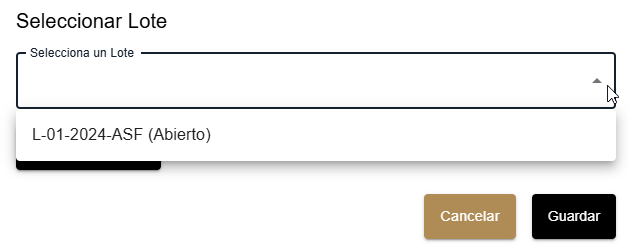 Seleccionar Lote
Selecciona un Lote
L-01-2024-ASF (Abierto)
Cancelar
Guardar